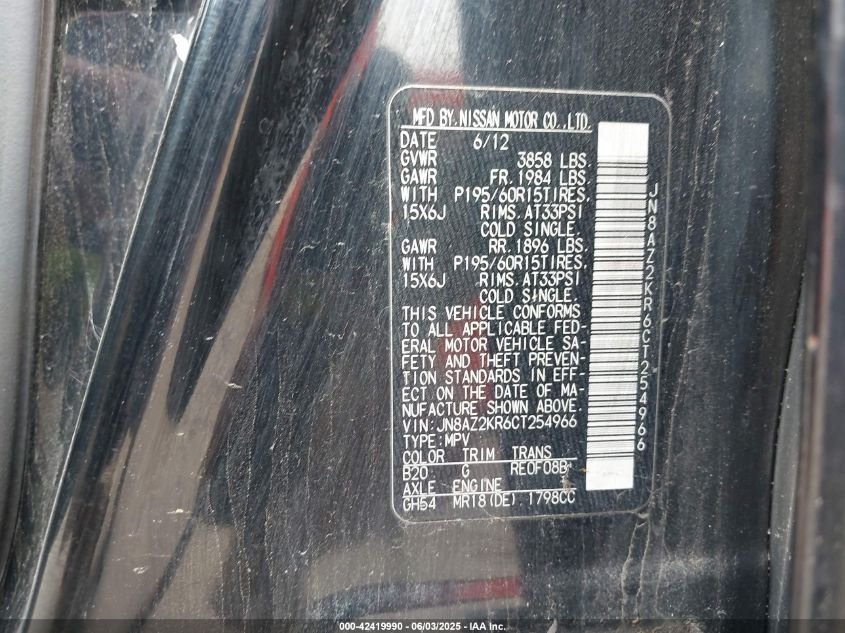 MFD BY. NISSAN MOTOR CO., LTD.
DATE 6/12
GVWR 3858 LBS.
GAWR FR. 1984 LBS.
WITH P195/60R15TIRES,
15X6J RIMS. AT33PSI
COLD SINGLE.
GAWR RR. 1896 LBS.
WITH P195/60R15TIRES,
15X6J RIMS. AT33PSI
COLD SINGLE.
THIS VEHICLE CONFORMS
TO ALL APPLICABLE FED-
ERAL MOTOR VEHICLE SA-
FETY AND THEFT PREVEN-
TION STANDARDS IN EFF-
ECT ON THE DATE OF MA-
NUFACTURE SHOWN ABOVE.
VIN: JN8AZ2KR6CT254966
TYPE: MPV
COLOR TRIM TRANS
B20 G RE0F08B
AXLE ENGINE
GH54 MR18(DE). 1798CC
JN8AZ2KR6CT254966
000-42419990 - 06/03/2025 - IAA Inc.